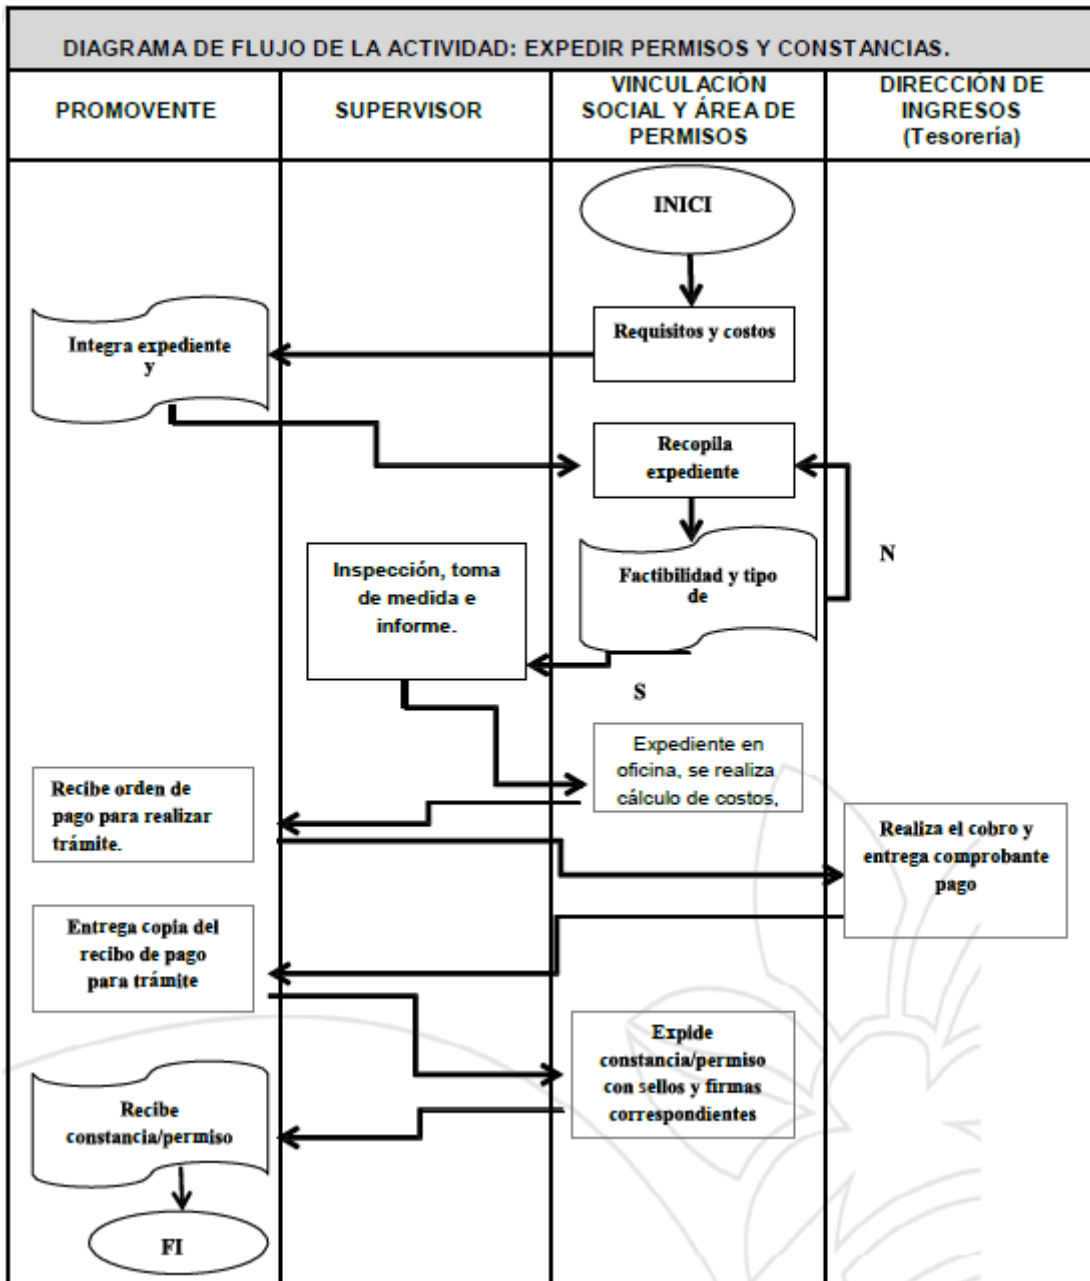 DIAGRAMA DE FLUJO DE LA ACTIVIDAD: EXPEDIR PERMISOS Y CONSTANCIAS.
PROMOVENTE
SUPERVISOR
VINCULACIÓN
SOCIAL Y ÁREA DE
PERMISOS
DIRECCIÓN DE
INGRESOS
(Tesorería)
INICI
Requisitos y costos
Integra expediente
y
Recopila
expediente
Factibilidad y tipo
de
N
Inspección, toma
de medida e
informe.
S
Expediente en
oficina, se realiza
cálculo de costos,
Recibe orden de
pago para realizar
trámite.
Realiza el cobro y
entrega comprobante
pago
Entrega copia del
recibo de pago
para trámite
Expide
constancia/permiso
con sellos y firmas
correspondientes
Recibe
constancia/permiso
FI